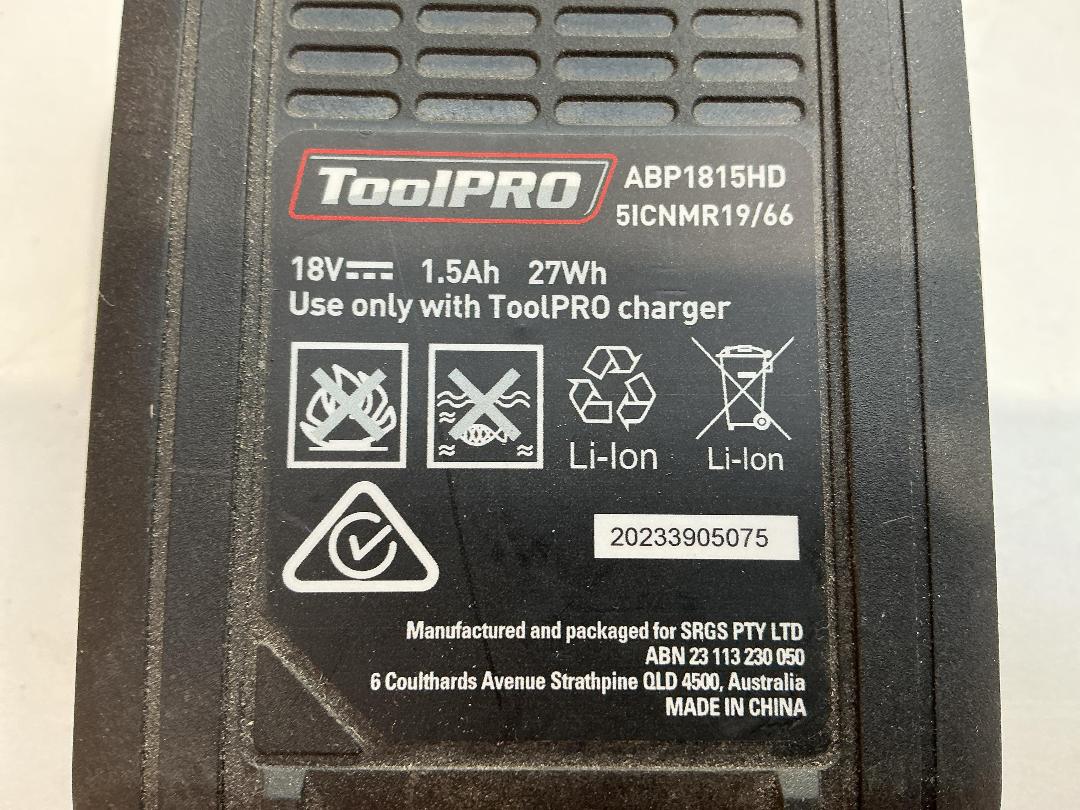 ToolPRO ABP1815HD
5ICNMR19/66
18V 1.5Ah 27Wh
Use only with ToolPRO charger
Li-Ion Li-Ion
20233905075
Manufactured and packaged for SRGS PTY LTD
ABN 23 113 230 050
6 Coulthards Avenue Strathpine QLD 4500, Australia
MADE IN CHINA